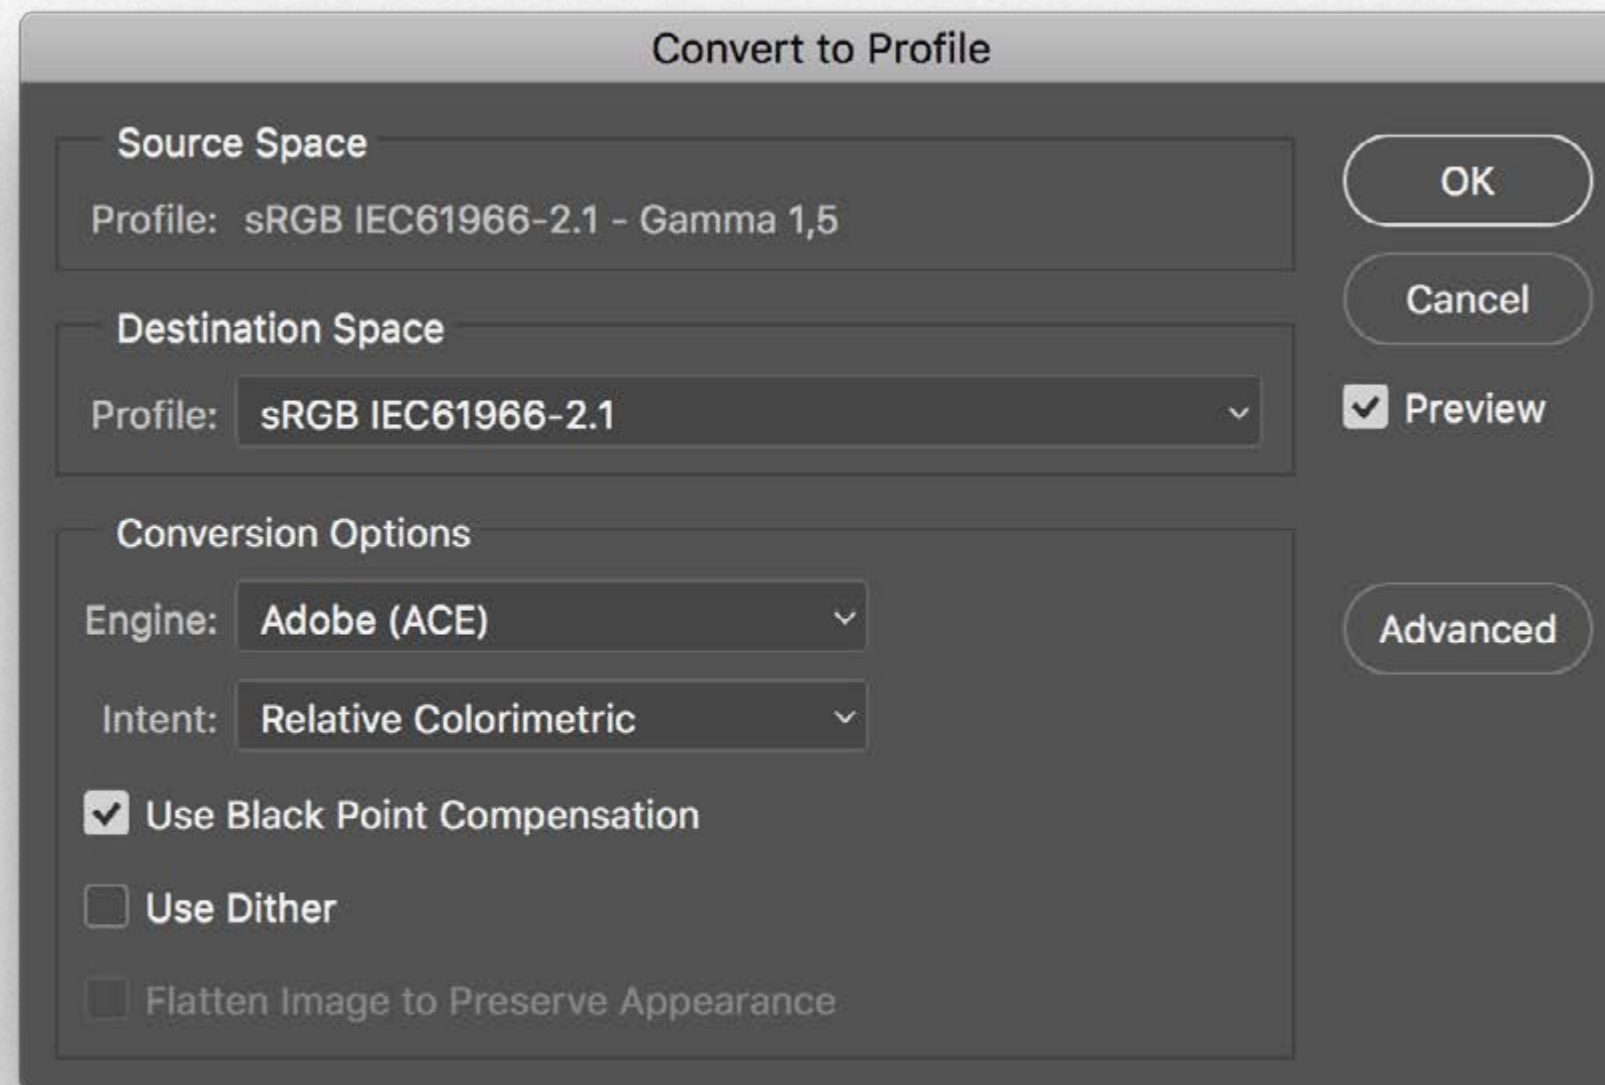 Convert to Profile
Source Space
Profile: sRGB IEC61966-2.1 - Gamma 1,5
Destination Space
Profile: sRGB IEC61966-2.1
Conversion Options
Engine: Adobe (ACE)
Intent: Relative Colorimetric
Use Black Point Compensation
Use Dither
Flatten Image to Preserve Appearance
OK
Cancel
Preview
Advanced